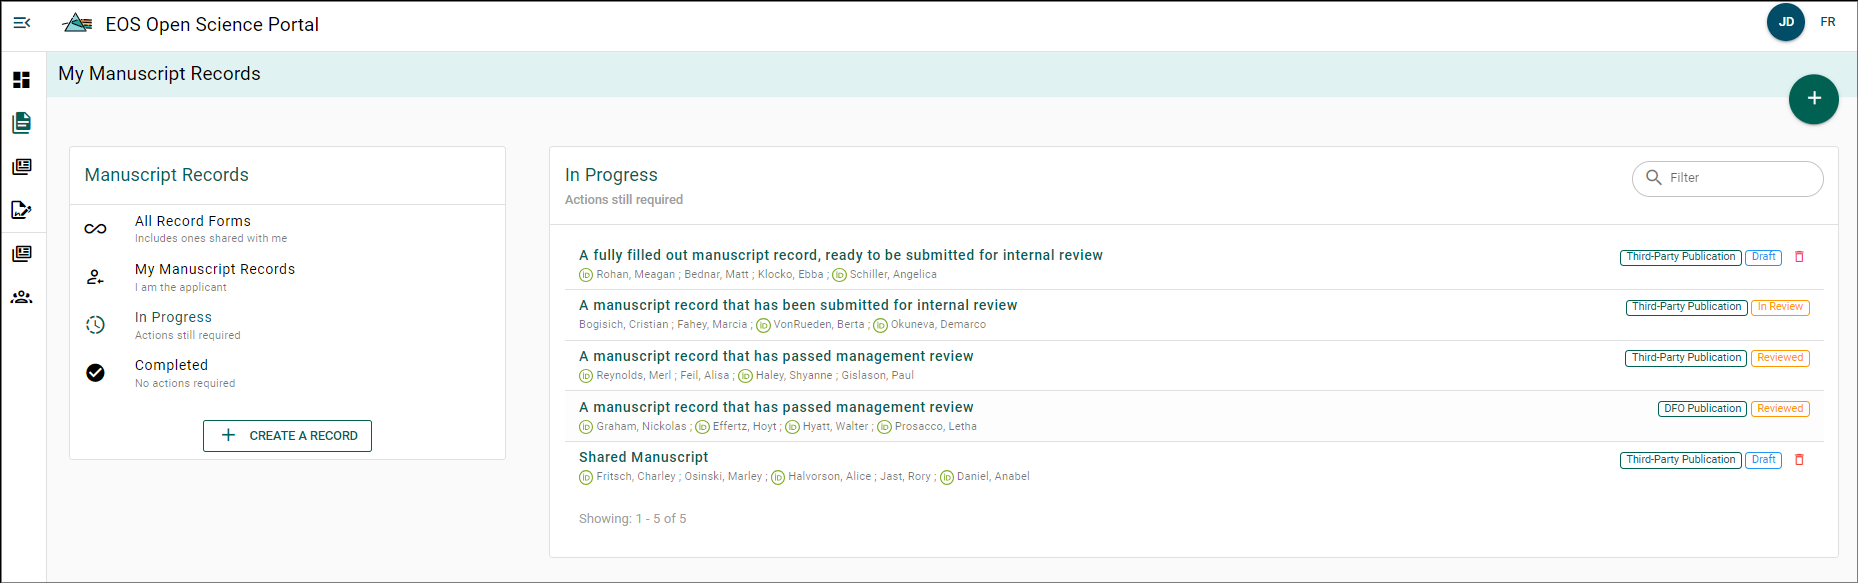 EOS Open Science Portal
JD
FR
My Manuscript Records
+
Manuscript Records
All Record Forms
Includes ones shared with me
My Manuscript Records
I am the applicant
In Progress
Actions still required
Completed
No actions required
+ CREATE A RECORD
In Progress
Actions still required
Filter
A fully filled out manuscript record, ready to be submitted for internal review
Third-Party Publication Draft
iD Rohan, Meagan ; Bednar, Matt ; Klocko, Ebba ; iD Schiller, Angelica
A manuscript record that has been submitted for internal review
Third-Party Publication In Review
Bogisich, Cristian ; Fahey, Marcia ; iD VonRueden, Berta ; iD Okuneva, Demarco
A manuscript record that has passed management review
Third-Party Publication Reviewed
iD Reynolds, Merl ; Feil, Alisa ; iD Haley, Shyanne ; Gislason, Paul
A manuscript record that has passed management review
DFO Publication Reviewed
iD Graham, Nickolas ; iD Effertz, Hoyt ; iD Hyatt, Walter ; iD Prosacco, Letha
Shared Manuscript
Third-Party Publication Draft
iD Fritsch, Charley ; Osinski, Marley ; iD Halvorson, Alice ; Jast, Rory ; iD Daniel, Anabel
Showing: 1 - 5 of 5